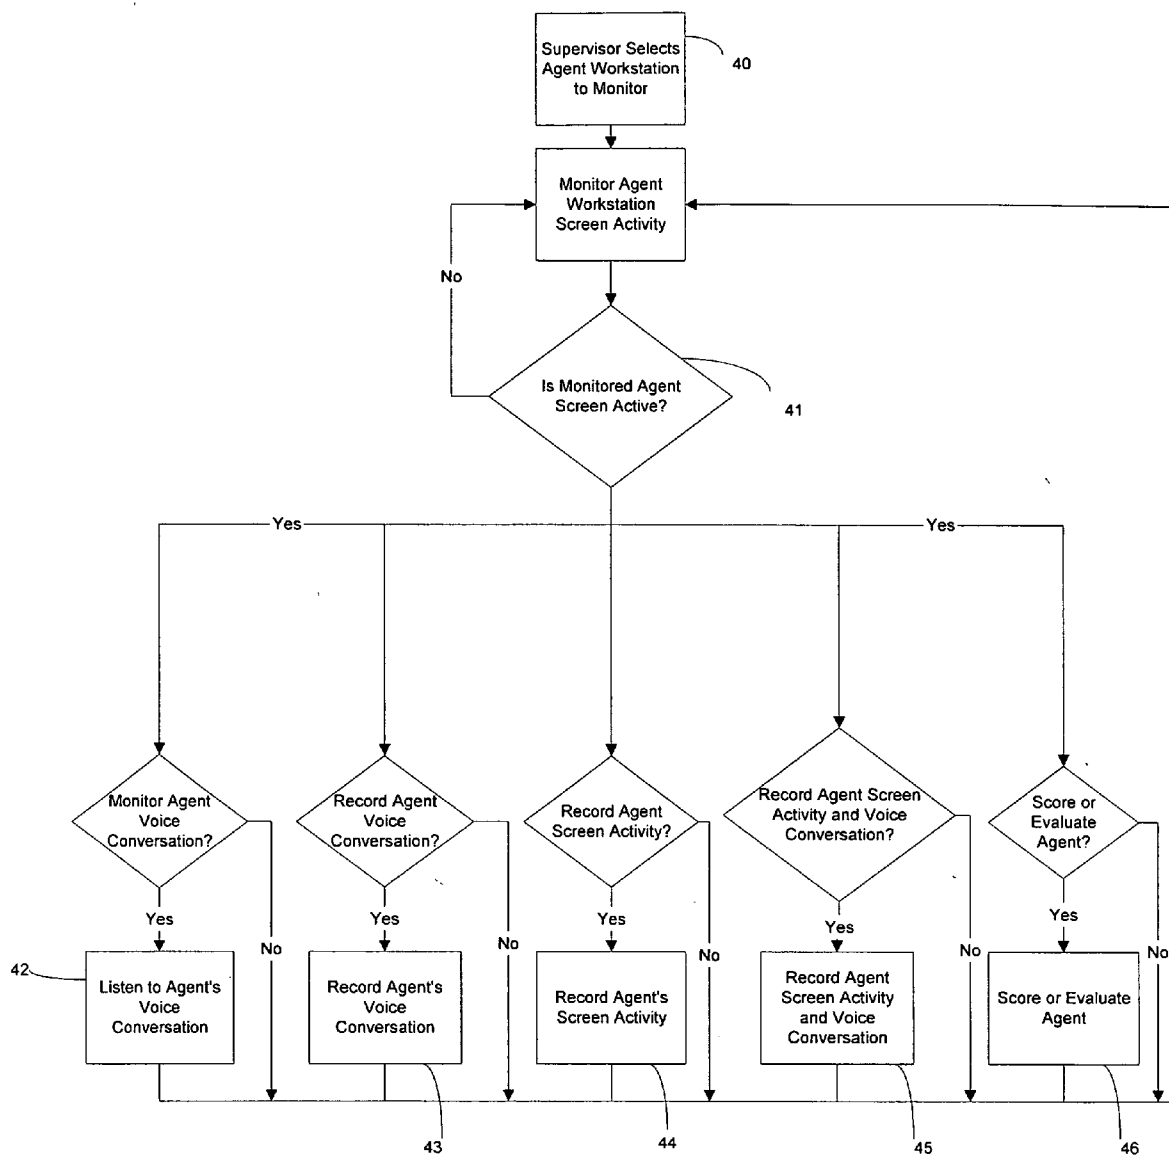 Supervisor Selects
Agent Workstation
to Monitor
40
Monitor Agent
Workstation
Screen Activity
No
Is Monitored Agent
Screen Active?
41
Yes
Yes
Monitor Agent
Voice
Conversation?
Record Agent
Voice
Conversation?
Record Agent
Screen Activity?
Record Agent Screen
Activity and Voice
Conversation?
Score or
Evaluate
Agent?
Yes
No
Yes
No
Yes
No
Yes
No
Yes
No
42
Listen to Agent's
Voice
Conversation
Record Agent's
Voice
Conversation
Record Agent's
Screen Activity
Record Agent
Screen Activity
and Voice
Conversation
Score or Evaluate
Agent
43
44
45
46